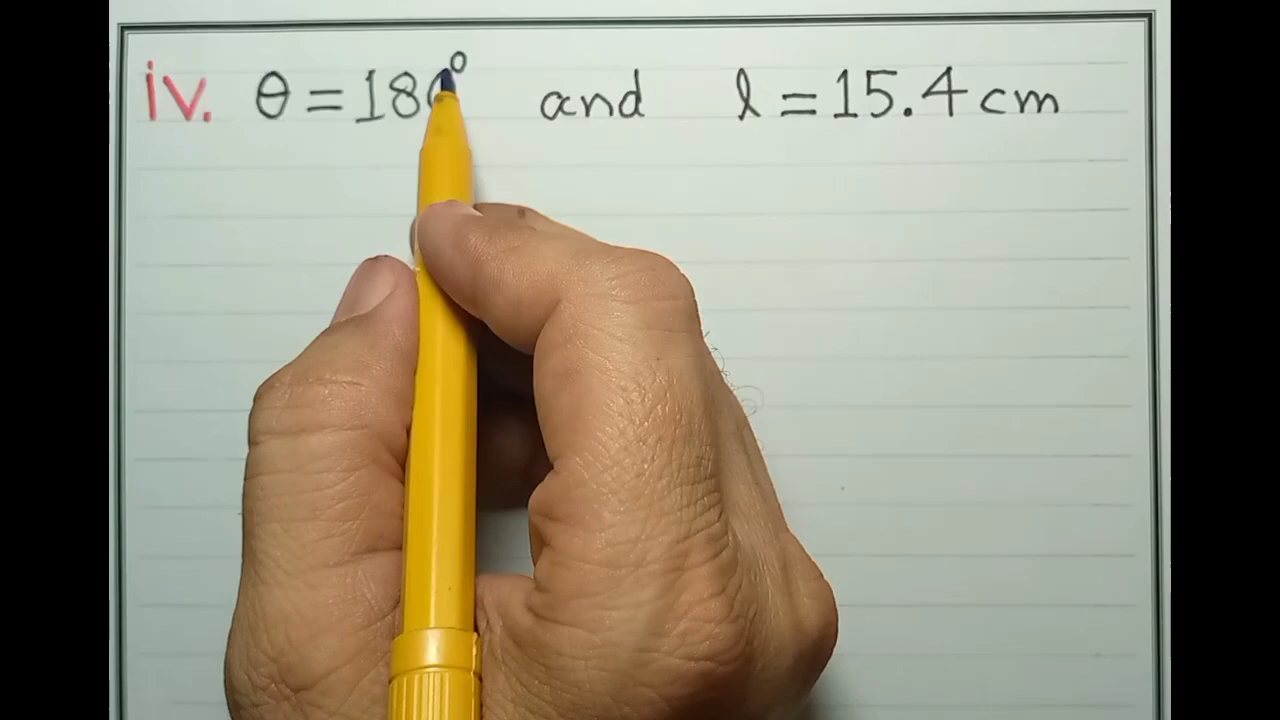 iv. θ = 180° and l = 15.4 cm